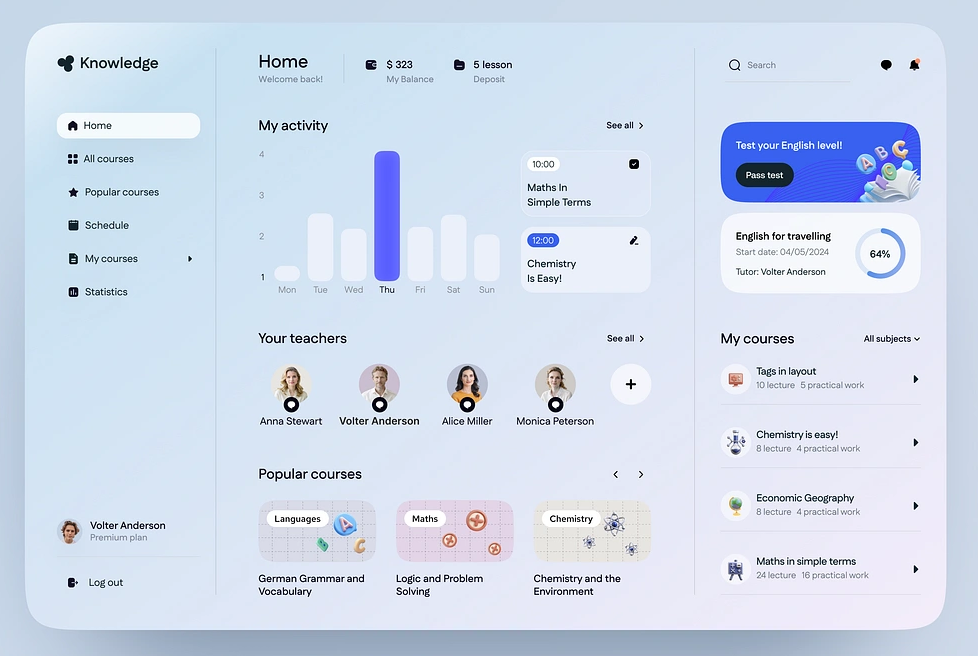 Knowledge
Home
All courses
Popular courses
Schedule
My courses
Statistics
Volter Anderson
Premium plan
Log out
Home
Welcome back!
$ 323
My Balance
5 lesson
Deposit
My activity
See all
4
3
2
1
Mon Tue Wed Thu Fri Sat Sun
10:00
Maths In
Simple Terms
12:00
Chemistry
Is Easy!
Your teachers
See all
Anna Stewart
Volter Anderson
Alice Miller
Monica Peterson
Popular courses
Languages
German Grammar and
Vocabulary
Maths
Logic and Problem
Solving
Chemistry
Chemistry and the
Environment
Search
Test your English level!
Pass test
A
B
C
English for travelling
Start date: 04/05/2024
Tutor: Volter Anderson
64%
My courses
All subjects
Tags in layout
10 lecture 5 practical work
Chemistry is easy!
8 lecture 4 practical work
Economic Geography
8 lecture 4 practical work
Maths in simple terms
24 lecture 16 practical work